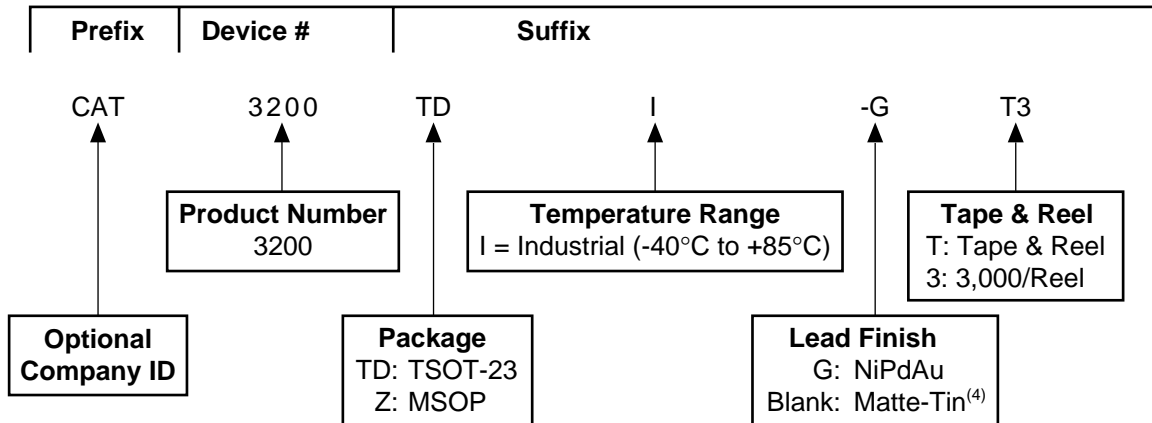 Prefix Device # Suffix
CAT 3200 TD I -G T3
Product Number
3200
Temperature Range
I = Industrial (-40°C to +85°C)
Tape & Reel
T: Tape & Reel
3: 3,000/Reel
Optional
Company ID
Package
TD: TSOT-23
Z: MSOP
Lead Finish
G: NiPdAu
Blank: Matte-Tin(4)